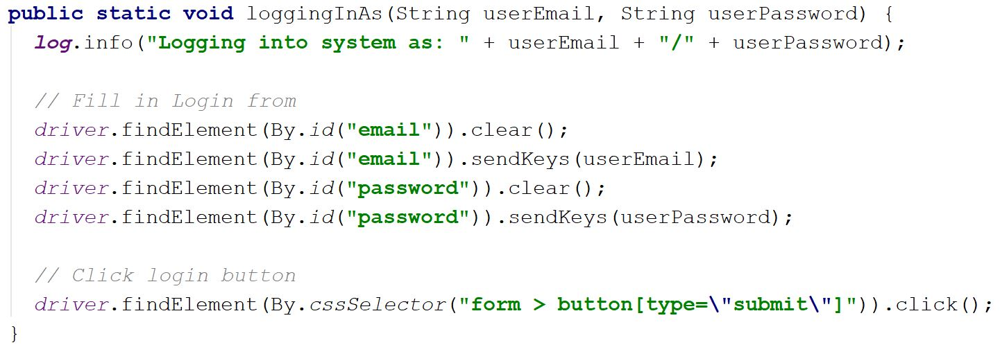 public static void loggingInAs(String userEmail, String userPassword) {
log.info("Logging into system as: " + userEmail + "/" + userPassword);
// Fill in Login from
driver.findElement(By.id("email")).clear();
driver.findElement(By.id("email")).sendKeys(userEmail);
driver.findElement(By.id("password")).clear();
driver.findElement(By.id("password")).sendKeys(userPassword);
// Click login button
driver.findElement(By.cssSelector("form > button[type=\"submit\"]")).click();
}